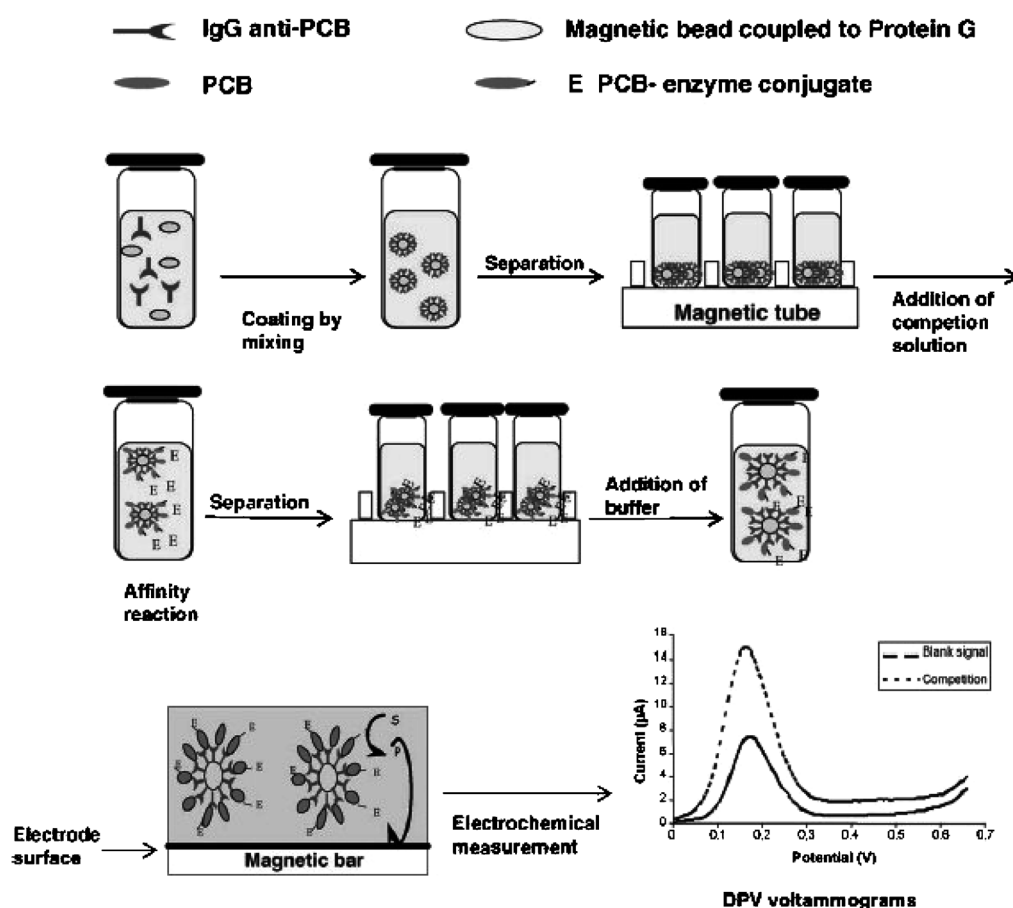 IgG anti-PCB
Magnetic bead coupled to Protein G
PCB
E PCB- enzyme conjugate
Coating by
mixing
Separation
Magnetic tube
Addition of
competion
solution
E
E
E
E
E
E
E
E
Affinity
reaction
Separation
E
E
E
E
E
E
Addition of
buffer
E
E
E
E
Electrode
surface
E
E
E
E
E
E
E
E
E
E
S
P
Magnetic bar
Electrochemical
measurement
Current (µA)
18
16
14
12
10
8
6
4
2
0
0
0.1
0.2
0.3
0.4
0.5
0.6
0.7
Potential (V)
Blank signal
Competition
DPV voltammograms